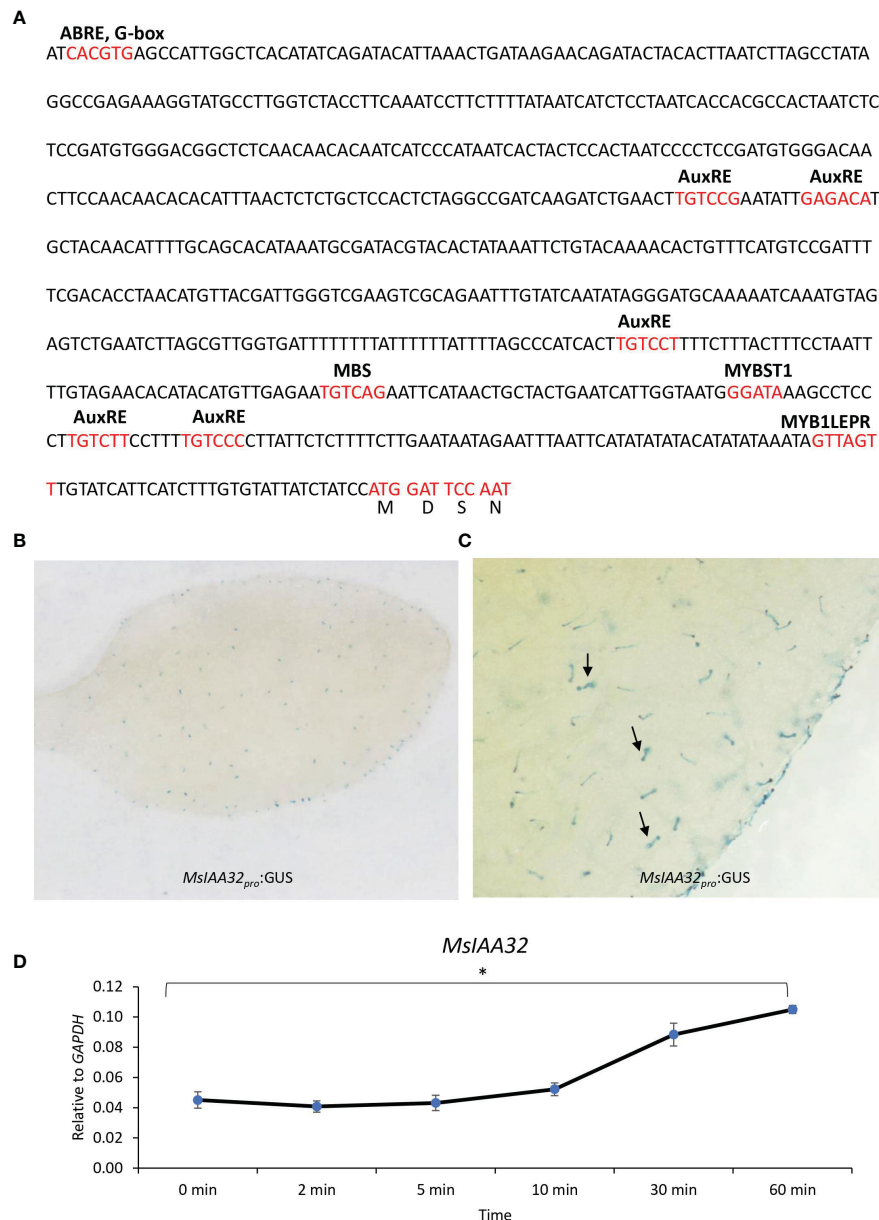 A
ABRE, G-box
ATCACGTGAGCCATTGGCTCACATATCAGATACATTAAACTGATAAGAACAGATACTACACTTAATCTTAGCCTATA
GGCCGAGAAAGGTATGCCTTGGTCTACCTTCAAATCCTTCTTTTATAATCATCTCCTAATCACCACGCCACTAATCTC
TCCGATGTGGGACGGCTCTCAACAACACAATCATCCCATAATCACTACTCCACTAATCCCCTCCGATGTGGGACAA
AuxRE AuxRE
CTTCCAACAACACACATTTAACTCTCTGCTCCACTCTAGGCCGATCAAGATCTGAACTTGTCCGAATATTGAGACAT
GCTACAACATTTTGCAGCACATAAATGCGATACGTACACTATAAATTCTGTACAAAACACTGTTTCATGTCCGATTT
TCGACACCTAACATGTTACGATTGGGTCGAAGTCGCAGAATTTGTATCAATATAGGGATGCAAAAATCAAATGTAG
AuxRE
AGTCTGAATCTTAGCGTTGGTGATTTTTTTTATTTTTTATTTTAGCCCATCACTTGTCCTTTTCTTTACTTTCCTAATT
MBS MYBST1
TTGTAGAACACATACATGTTGAGAATGTCAGAATTCATAACTGCTACTGAATCATTGGTAATGGGATAAAGCCTCC
AuxRE AuxRE MYB1LEPR
CTTGTCTTCCTTTTGTCCCCTTATTCTCTTTTCTTGAATAATAGAATTTAATTCATATATATACATATATAAATAGTTAGT
TTGTATCATTCATCTTTGTGTATTATCTATCCATG GAT TCC AAT
M D S N
B
C
MsIAA32pro:GUS
MsIAA32pro:GUS
D
MsIAA32
*
0.12
0.10
0.08
0.06
0.04
0.02
0.00
Relative to GAPDH
0 min 2 min 5 min 10 min 30 min 60 min
Time